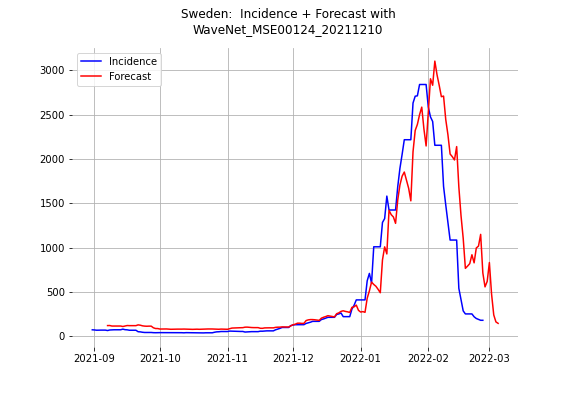 Sweden:  Incidence + Forecast with
WaveNet_MSE00124_20211210
Incidence
Forecast
3000
2500
2000
1500
1000
500
0
2021-09 2021-10 2021-11 2021-12 2022-01 2022-02 2022-03